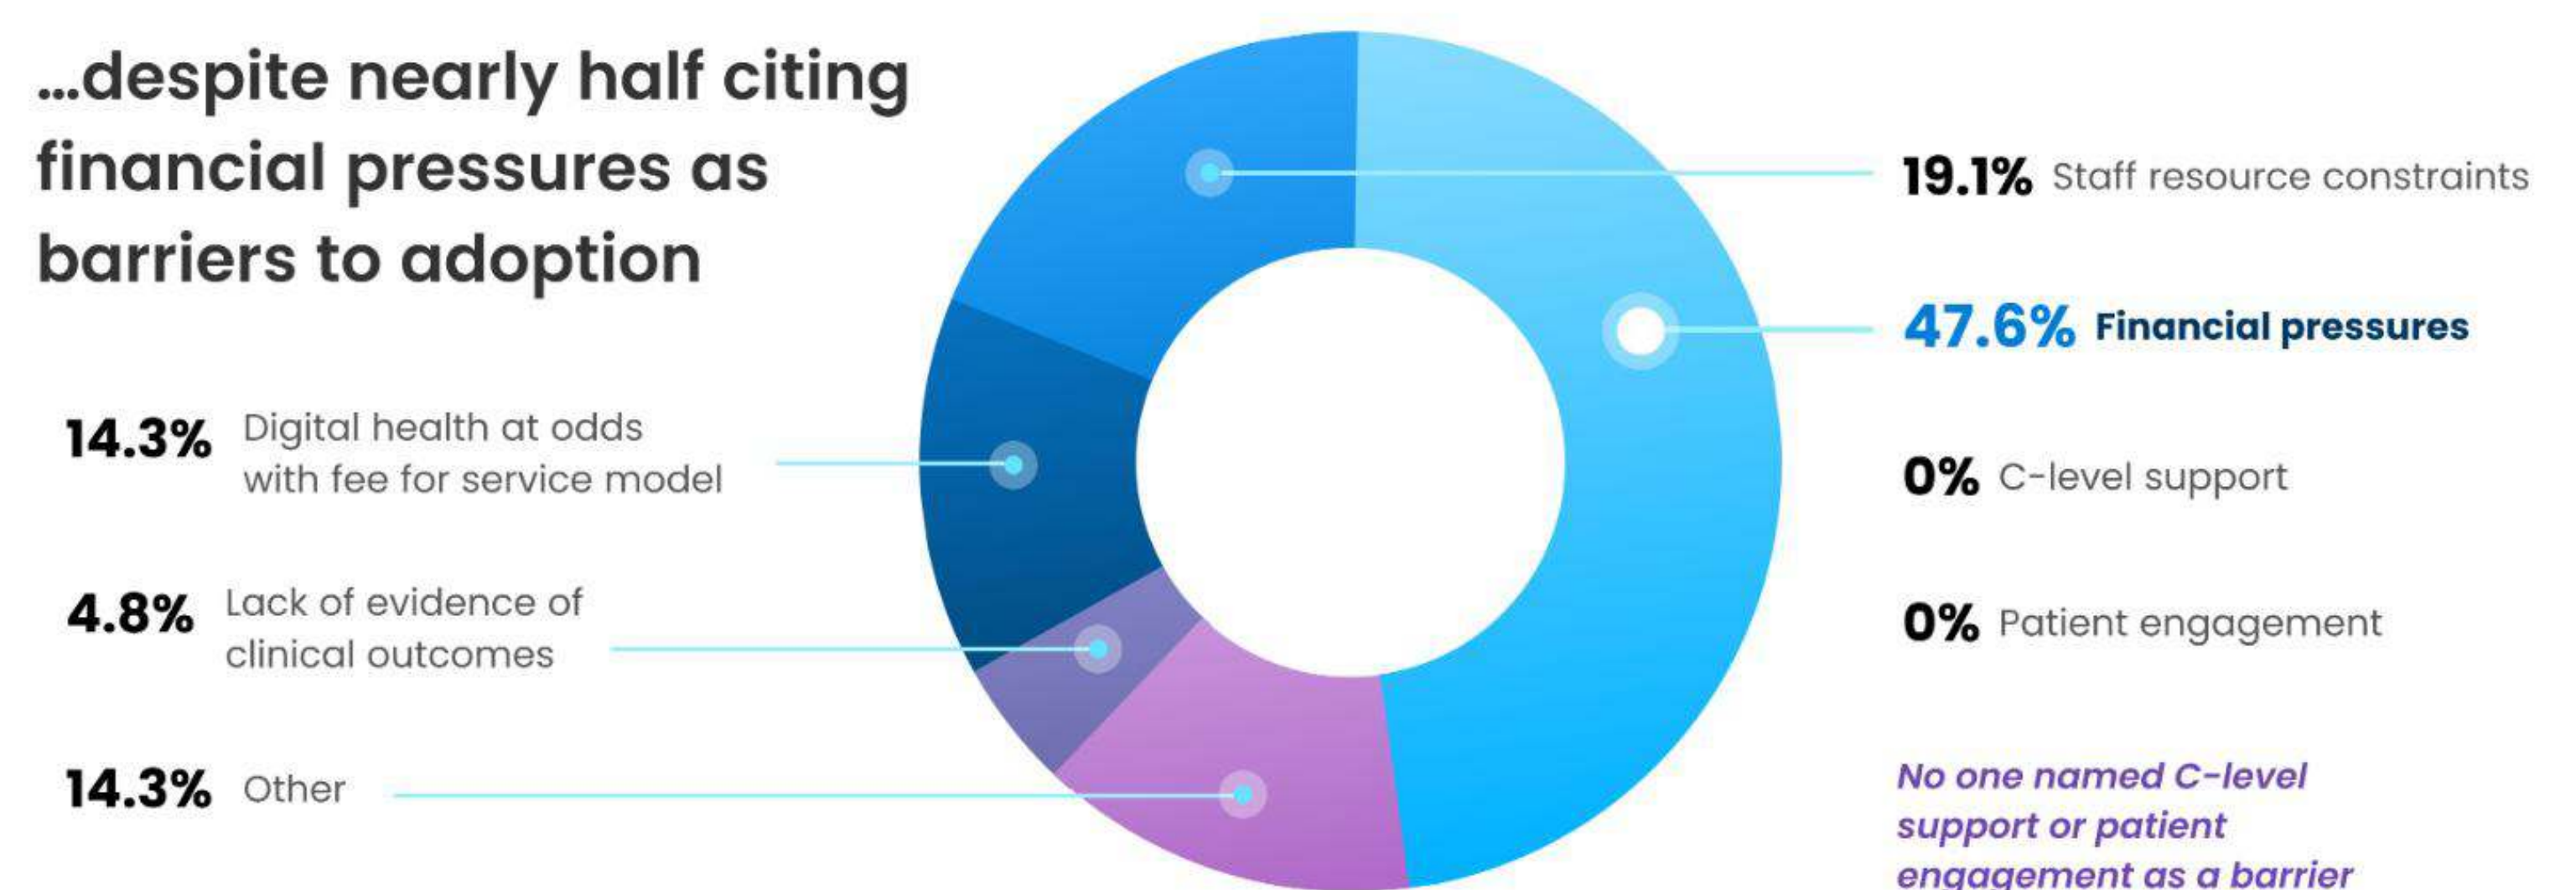 ...despite nearly half citing
financial pressures as
barriers to adoption
14.3% Digital health at odds
with fee for service model
4.8% Lack of evidence of
clinical outcomes
14.3% Other
19.1% Staff resource constraints
47.6% Financial pressures
0% C-level support
0% Patient engagement
No one named C-level
support or patient
engagement as a barrier